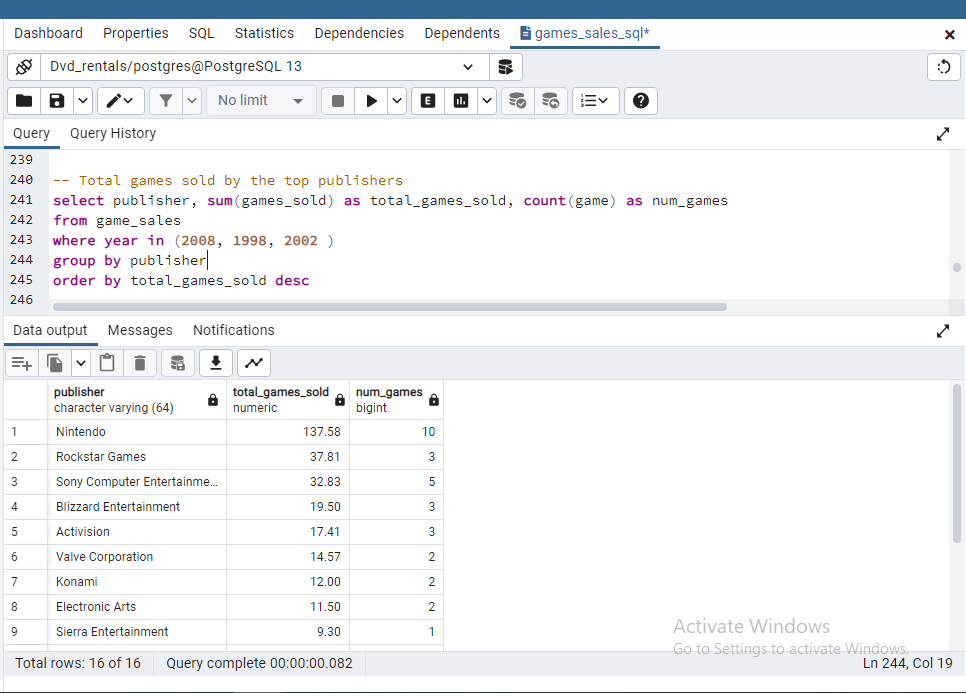 Dashboard Properties SQL Statistics Dependencies Dependents games_sales_sql*
Dvd_rentals/postgres@PostgreSQL 13
No limit E
Query Query History
239
240 -- Total games sold by the top publishers
241 select publisher, sum(games_sold) as total_games_sold, count(game) as num_games
242 from game_sales
243 where year in (2008, 1998, 2002 )
244 group by publisher
245 order by total_games_sold desc
246
Data output Messages Notifications
publisher total_games_sold num_games
character varying (64) numeric bigint
1 Nintendo 137.58 10
2 Rockstar Games 37.81 3
3 Sony Computer Entertainme... 32.83 5
4 Blizzard Entertainment 19.50 3
5 Activision 17.41 3
6 Valve Corporation 14.57 2
7 Konami 12.00 2
8 Electronic Arts 11.50 2
9 Sierra Entertainment 9.30 1
Activate Windows
Go to Settings to activate Windows.
Total rows: 16 of 16 Query complete 00:00:00.082 Ln 244, Col 19